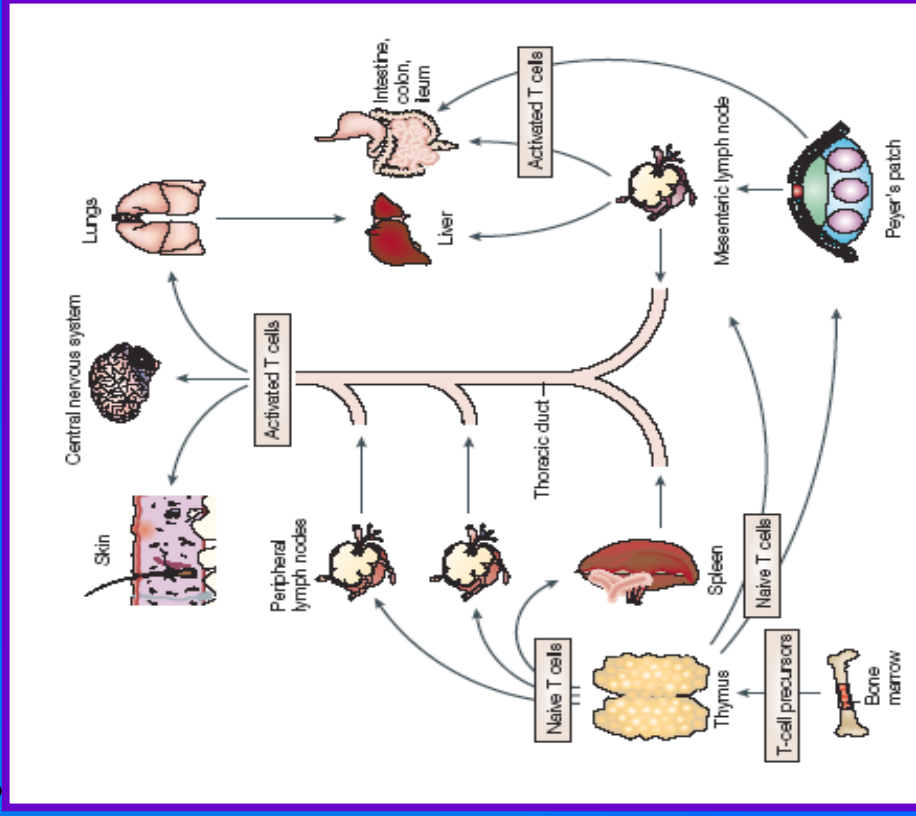 Skin
Central nervous system
Lungs
Activated T cells
Peripheral
lymph nodes
Liver
Intestine,
colon,
ileum
Naive T cells
Thoracic duct
Activated T cells
Thymus
Spleen
Mesenteric lymph node
T-cell precursors
Naive T cells
Bone
marrow
Peyer's patch